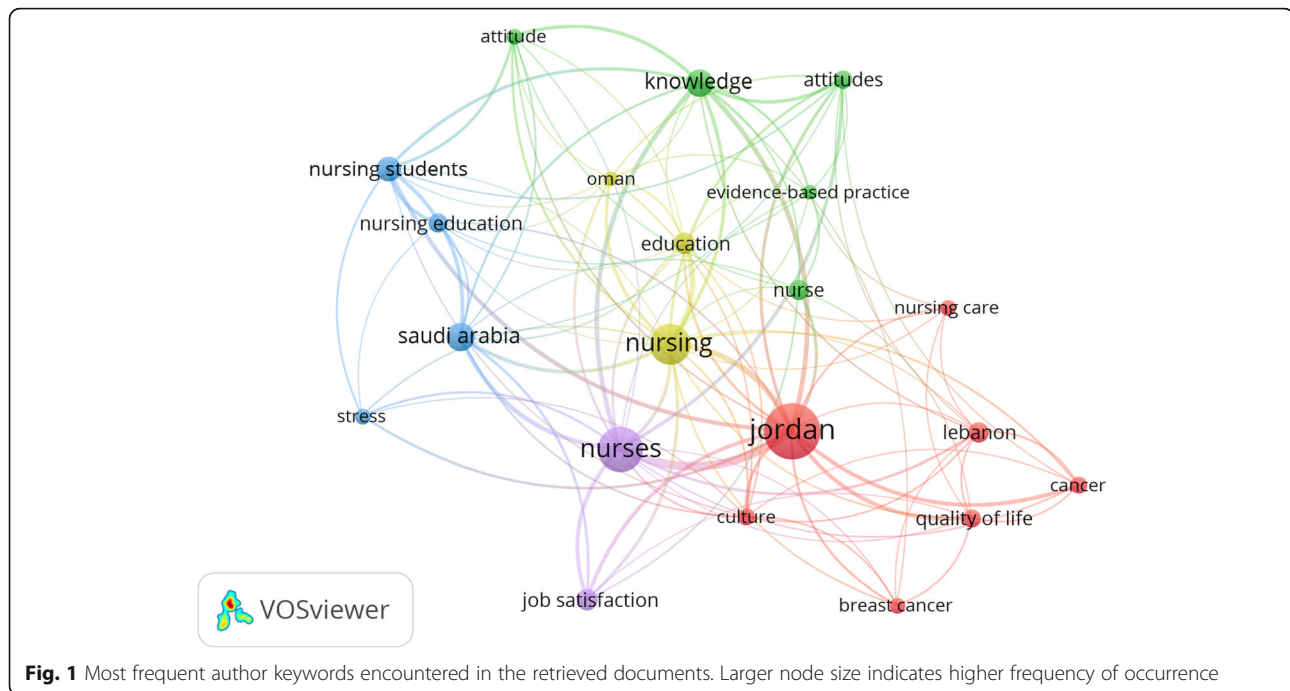 attitude
knowledge
attitudes
nursing students
oman
evidence-based practice
nursing education
education
nurse
nursing care
saudi arabia
nursing
stress
jordan
lebanon
nurses
cancer
culture
quality of life
job satisfaction
breast cancer
VOSviewer
Fig. 1 Most frequent author keywords encountered in the retrieved documents. Larger node size indicates higher frequency of occurrence